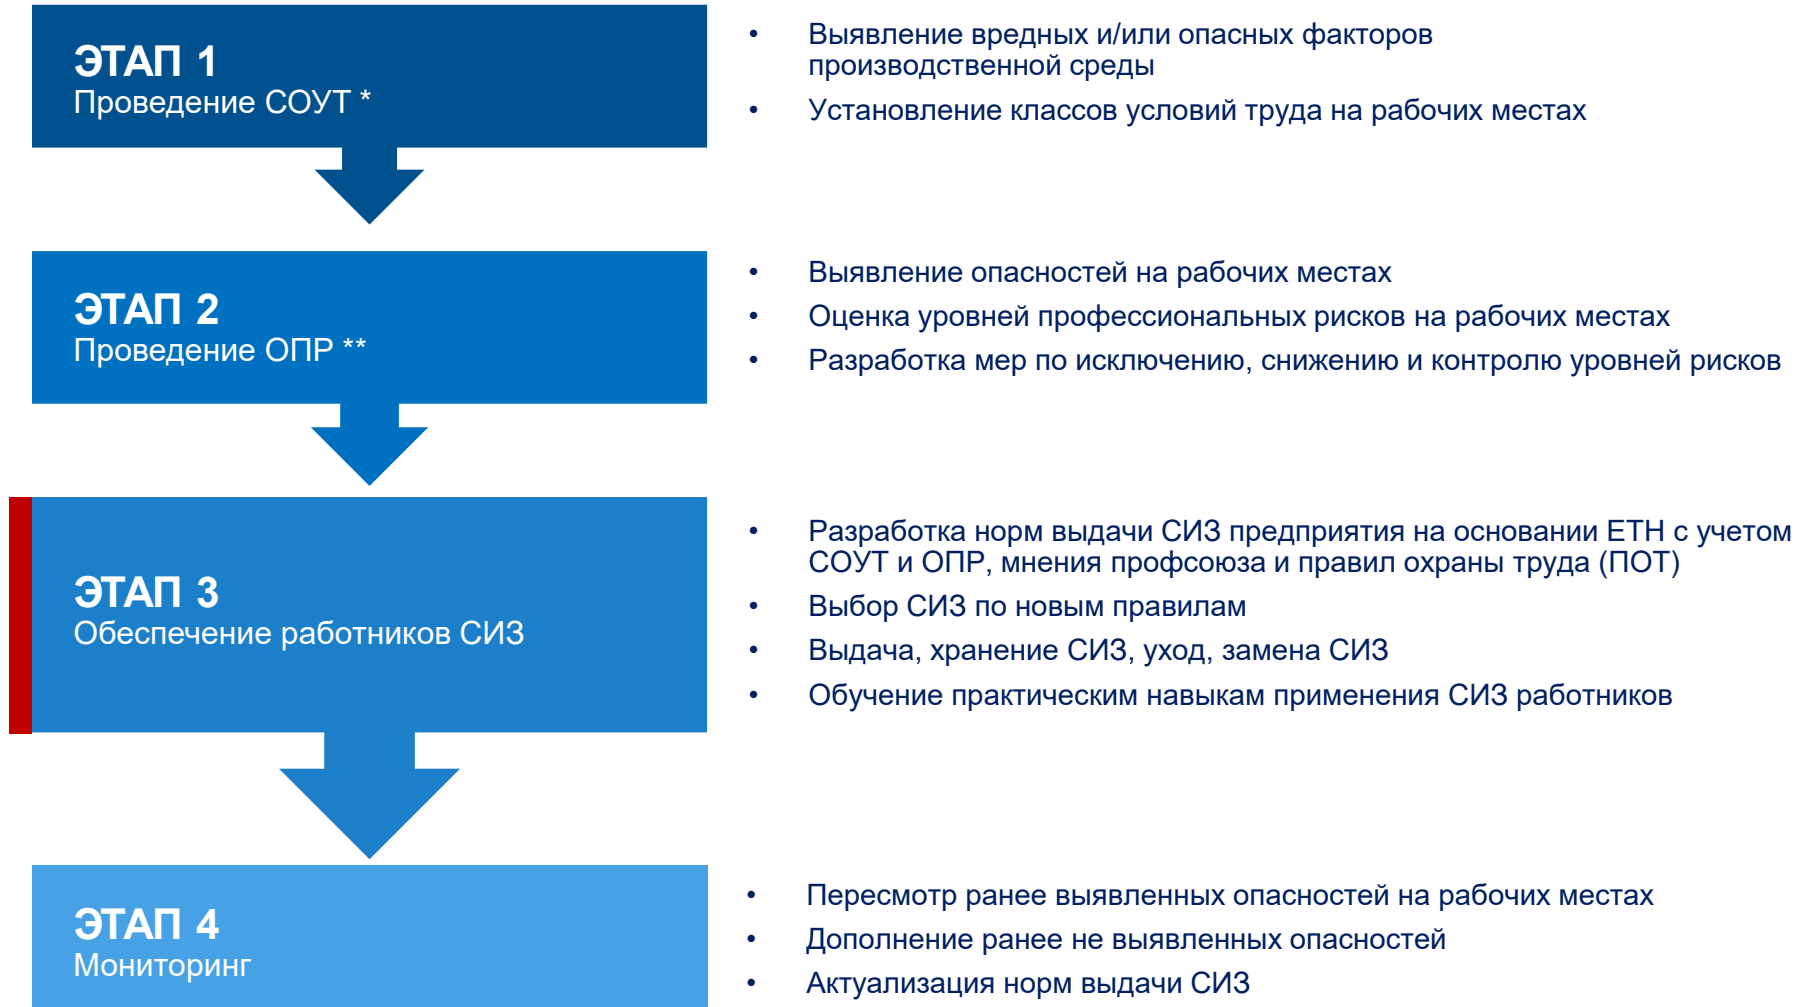 ЭТАП 1
Проведение СОУТ *
• Выявление вредных и/или опасных факторов
производственной среды
• Установление классов условий труда на рабочих местах
ЭТАП 2
Проведение ОПР **
• Выявление опасностей на рабочих местах
• Оценка уровней профессиональных рисков на рабочих местах
• Разработка мер по исключению, снижению и контролю уровней рисков
ЭТАП 3
Обеспечение работников СИЗ
• Разработка норм выдачи СИЗ предприятия на основании ЕТН с учетом
СОУТ и ОПР, мнения профсоюза и правил охраны труда (ПОТ)
• Выбор СИЗ по новым правилам
• Выдача, хранение СИЗ, уход, замена СИЗ
• Обучение практическим навыкам применения СИЗ работников
ЭТАП 4
Мониторинг
• Пересмотр ранее выявленных опасностей на рабочих местах
• Дополнение ранее не выявленных опасностей
• Актуализация норм выдачи СИЗ